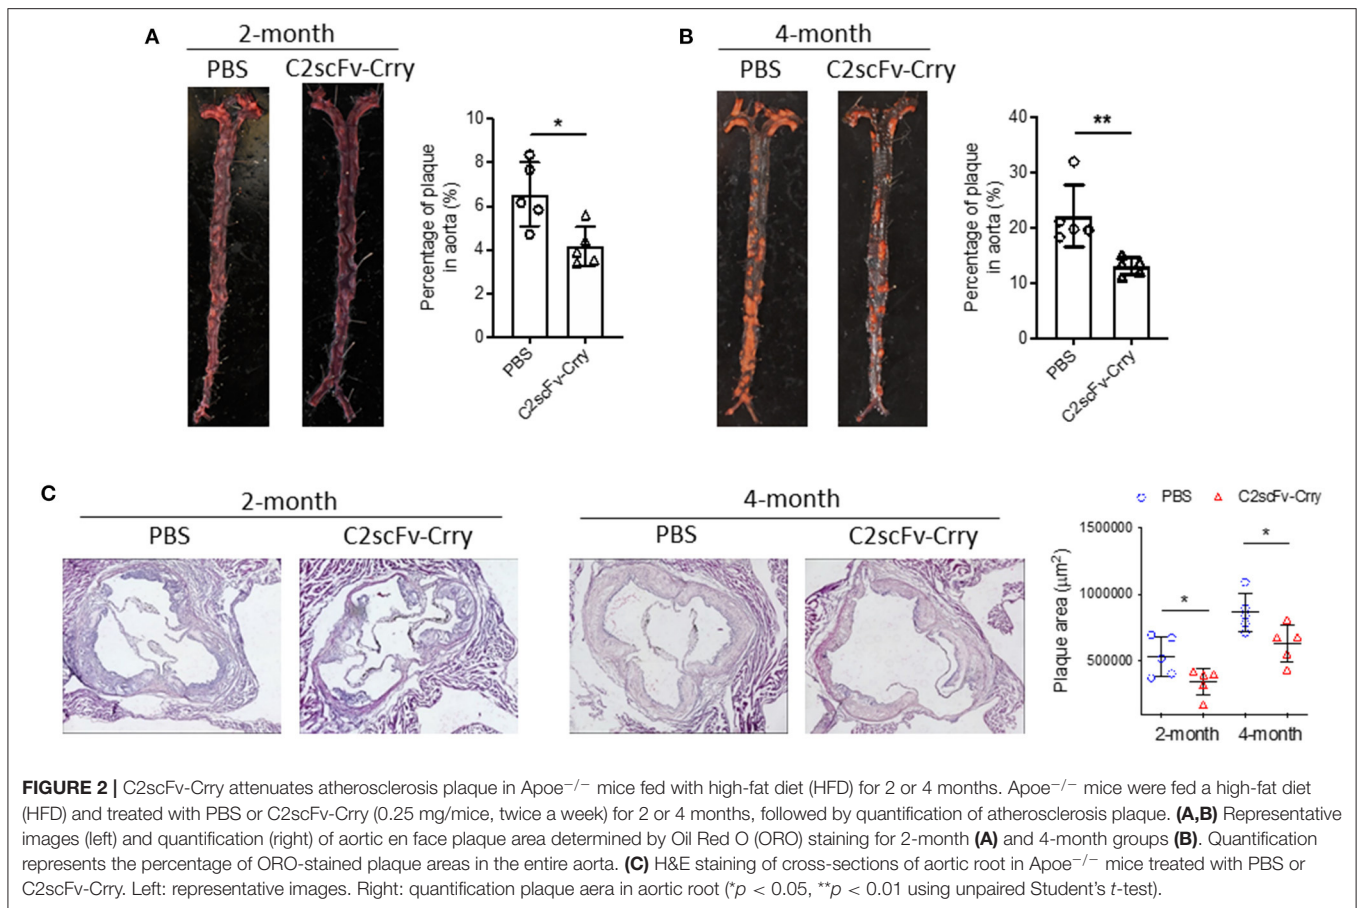 A
2-month
PBS
C2scFv-Crry
Percentage of plaque
in aorta (%)
10
8
6
4
2
0
*
PBS
C2scFv-Crry
B
4-month
PBS
C2scFv-Crry
Percentage of plaque
in aorta (%)
40
30
20
10
0
**
PBS
C2scFv-Crry
C
2-month
PBS
C2scFv-Crry
4-month
PBS
C2scFv-Crry
PBS C2scFv-Crry
Plaque area (μm²)
1500000
1000000
500000
*
*
2-month 4-month
FIGURE 2 | C2scFv-Crry attenuates atherosclerosis plaque in Apoe−/− mice fed with high-fat diet (HFD) for 2 or 4 months. Apoe−/− mice were fed a high-fat diet
(HFD) and treated with PBS or C2scFv-Crry (0.25 mg/mice, twice a week) for 2 or 4 months, followed by quantification of atherosclerosis plaque. (A,B) Representative
images (left) and quantification (right) of aortic en face plaque area determined by Oil Red O (ORO) staining for 2-month (A) and 4-month groups (B). Quantification
represents the percentage of ORO-stained plaque areas in the entire aorta. (C) H&E staining of cross-sections of aortic root in Apoe−/− mice treated with PBS or
C2scFv-Crry. Left: representative images. Right: quantification plaque aera in aortic root (*p < 0.05, **p < 0.01 using unpaired Student's t-test).